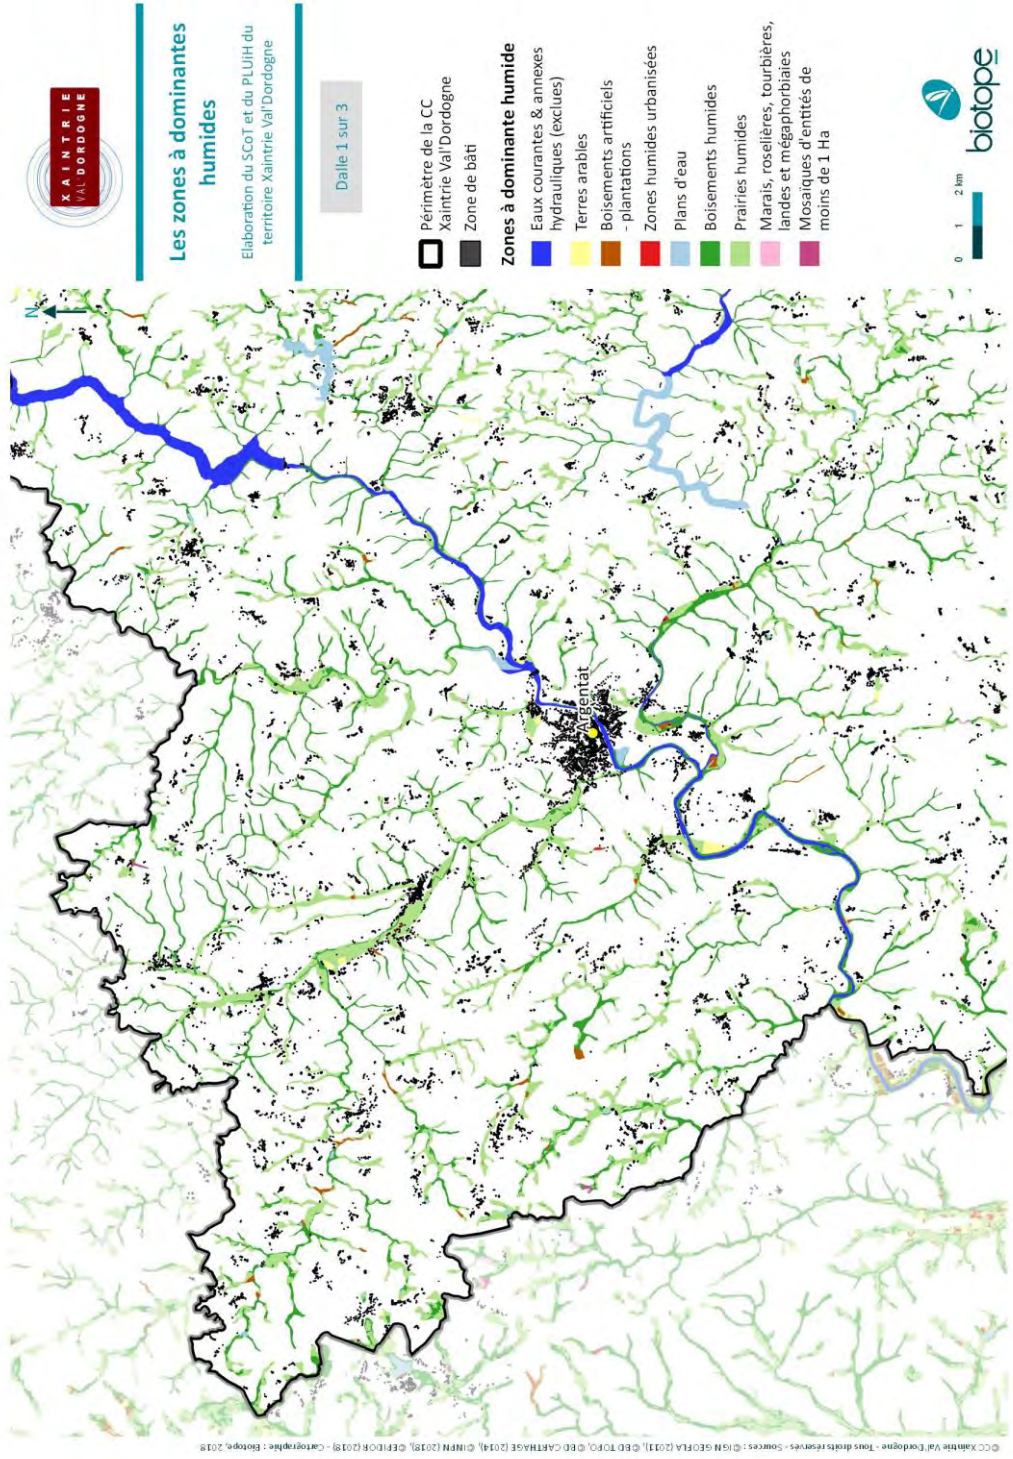 XAINTRIE
VAL'DORDOGNE
Les zones à dominantes
humides
Elaboration du SCoT et du PLUiH du
territoire Xaintrie Val'Dordogne
Dalle 1 sur 3
Périmètre de la CC
Xaintrie Val'Dordogne
Zone de bâti
Zones à dominante humide
Eaux courantes & annexes
hydrauliques (exclues)
Terres arables
Boisements artificiels
- plantations
Zones humides urbanisées
Plans d'eau
Boisements humides
Prairies humides
Marais, roselières, tourbières,
landes et mégaphorbiaies
Mosaïques d'entités de
moins de 1 Ha
0 1 2 km
biotope
N
Argentat
© CC Xaintrie Val'Dordogne - Tous droits réservés - Sources : © IGN GEOFLA (2011), © BD TOPO, © BD CARTHAGE (2014), © INPN (2018), © EPIDOR (2018) - Cartographie : Biotope, 2018